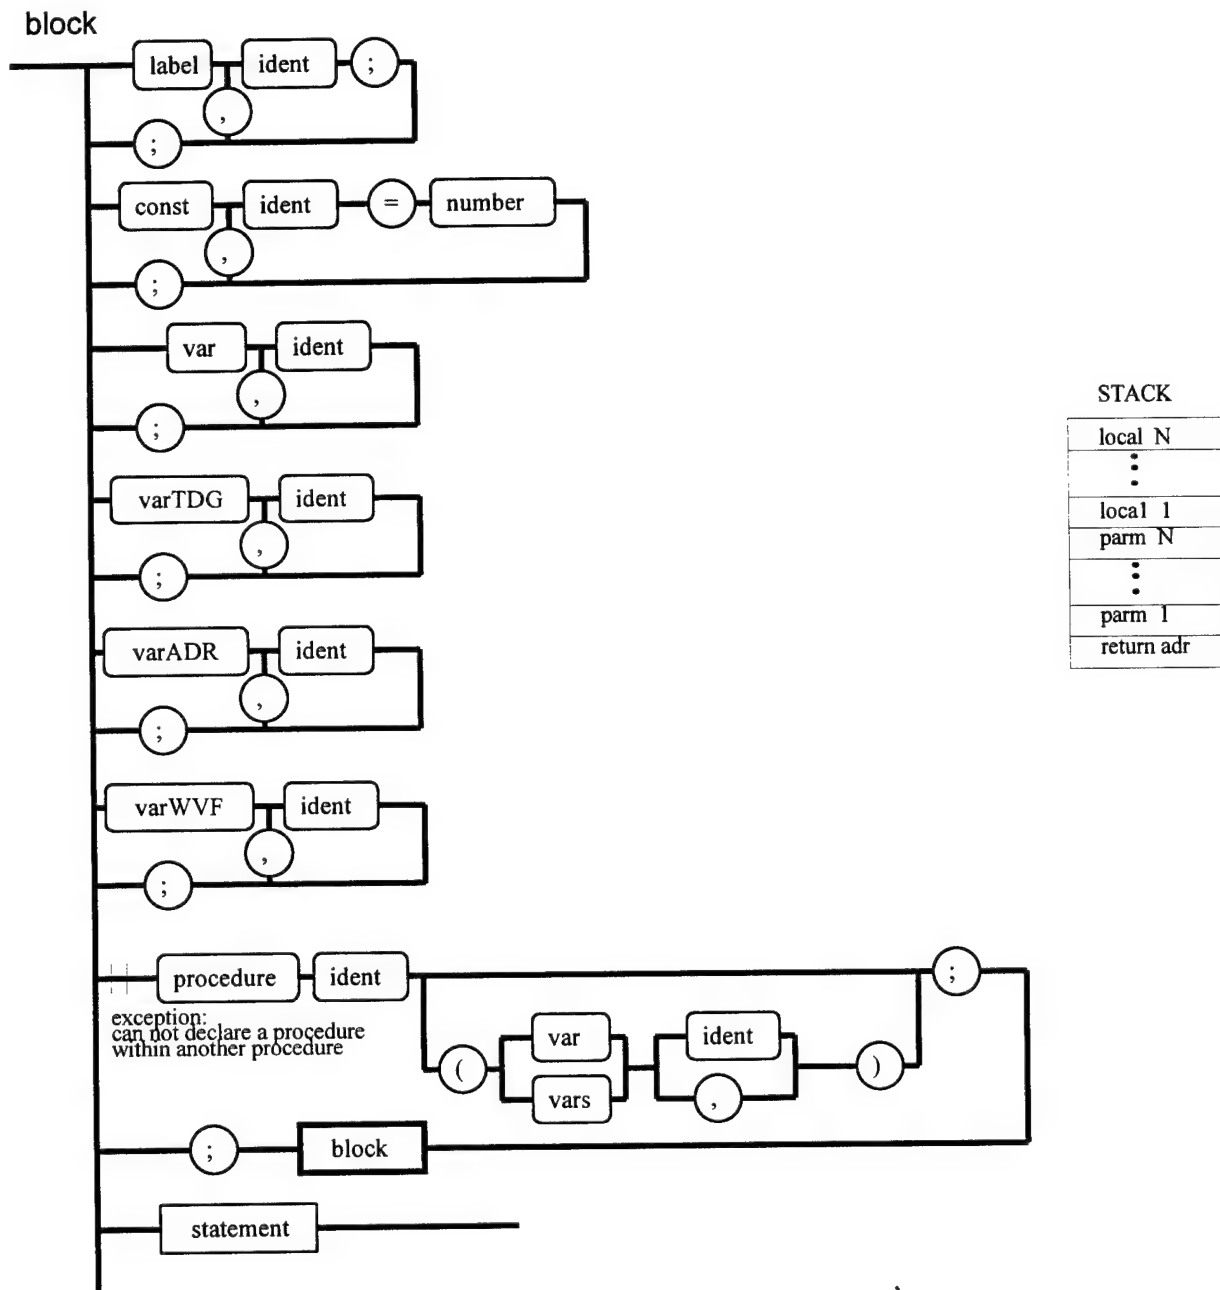 block
label ident ;
,
;
const ident = number
,
;
var ident
,
;
varTDG ident
,
;
varADR ident
,
;
varWVF ident
,
;
procedure ident ;
exception:
can not declare a procedure
within another procedure
var ident
( )
vars ,
; block
statement
STACK
local N
local 1
parm N
parm 1
return adr